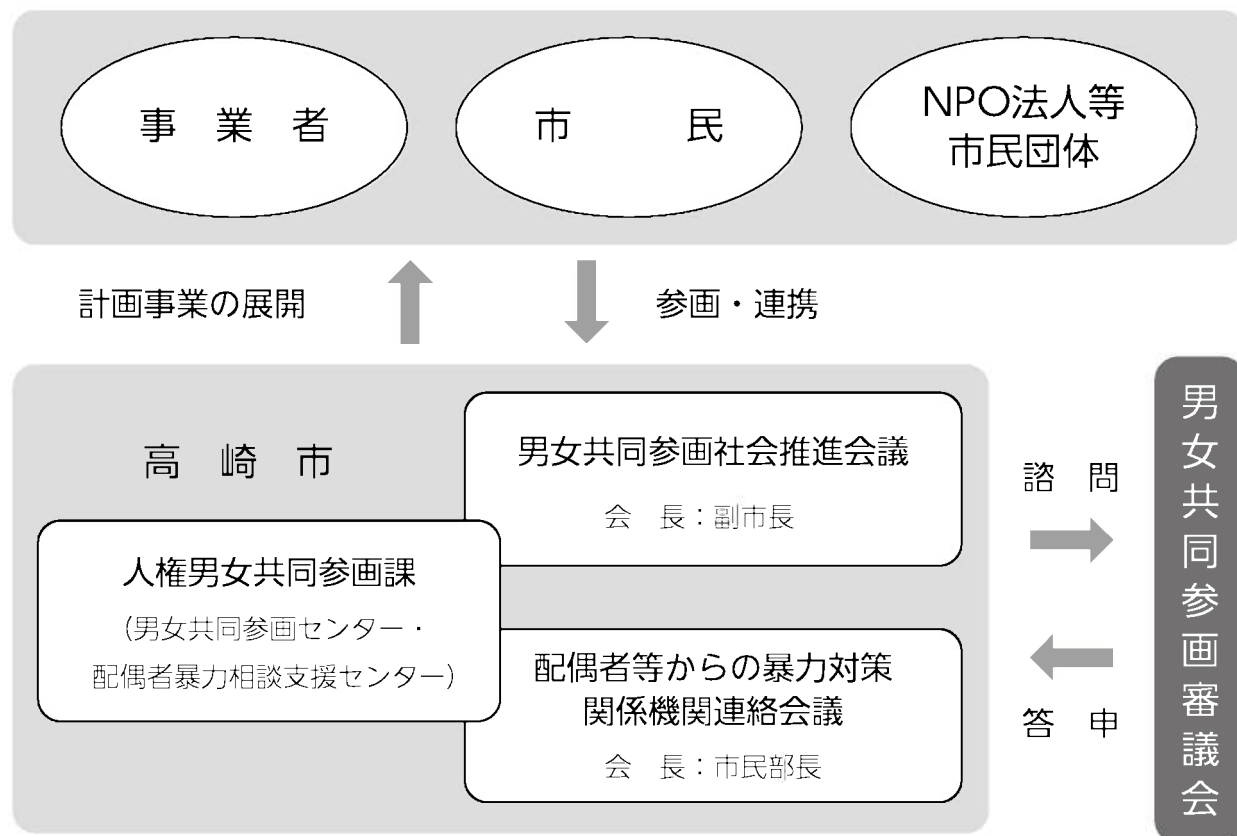 事業者
市民
NPO法人等
市民団体
計画事業の展開
参画・連携
高崎市
男女共同参画社会推進会議
会長：副市長
人権男女共同参画課
(男女共同参画センター・
配偶者暴力相談支援センター)
配偶者等からの暴力対策
関係機関連絡会議
会長：市民部長
諮問
答申
男女共同参画審議会